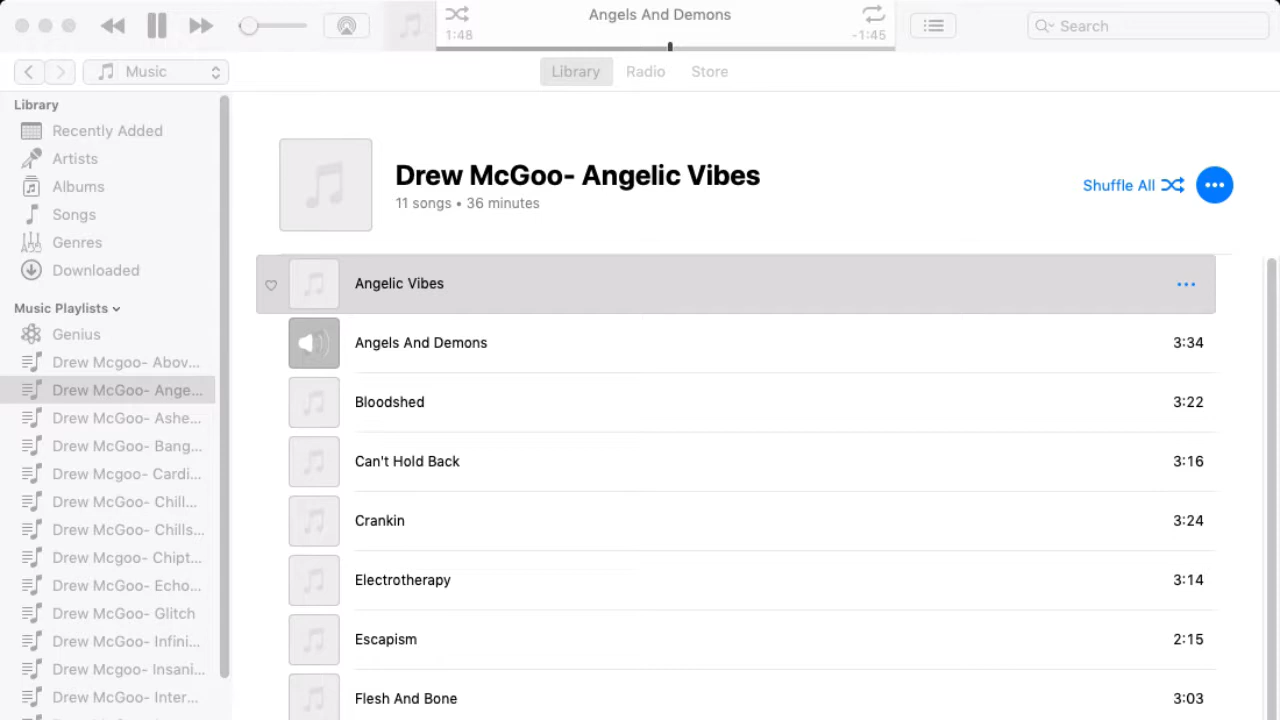 Angels And Demons
1:48
-1:45
Search
Music
Library
Radio
Store
Library
Recently Added
Artists
Albums
Songs
Genres
Downloaded
Music Playlists
Genius
Drew Mcgoo- Abov...
Drew McGoo- Ange...
Drew McGoo- Ashe...
Drew McGoo- Bang...
Drew Mcgoo- Cardi...
Drew McGoo- Chill...
Drew McGoo- Chills...
Drew Mcgoo- Chipt...
Drew McGoo- Echo...
Drew McGoo- Glitch
Drew McGoo- Infini...
Drew Mcgoo- Insani...
Drew McGoo- Inter...
Drew McGoo- Angelic Vibes
11 songs • 36 minutes
Shuffle All
Angelic Vibes
Angels And Demons 3:34
Bloodshed 3:22
Can't Hold Back 3:16
Crankin 3:24
Electrotherapy 3:14
Escapism 2:15
Flesh And Bone 3:03